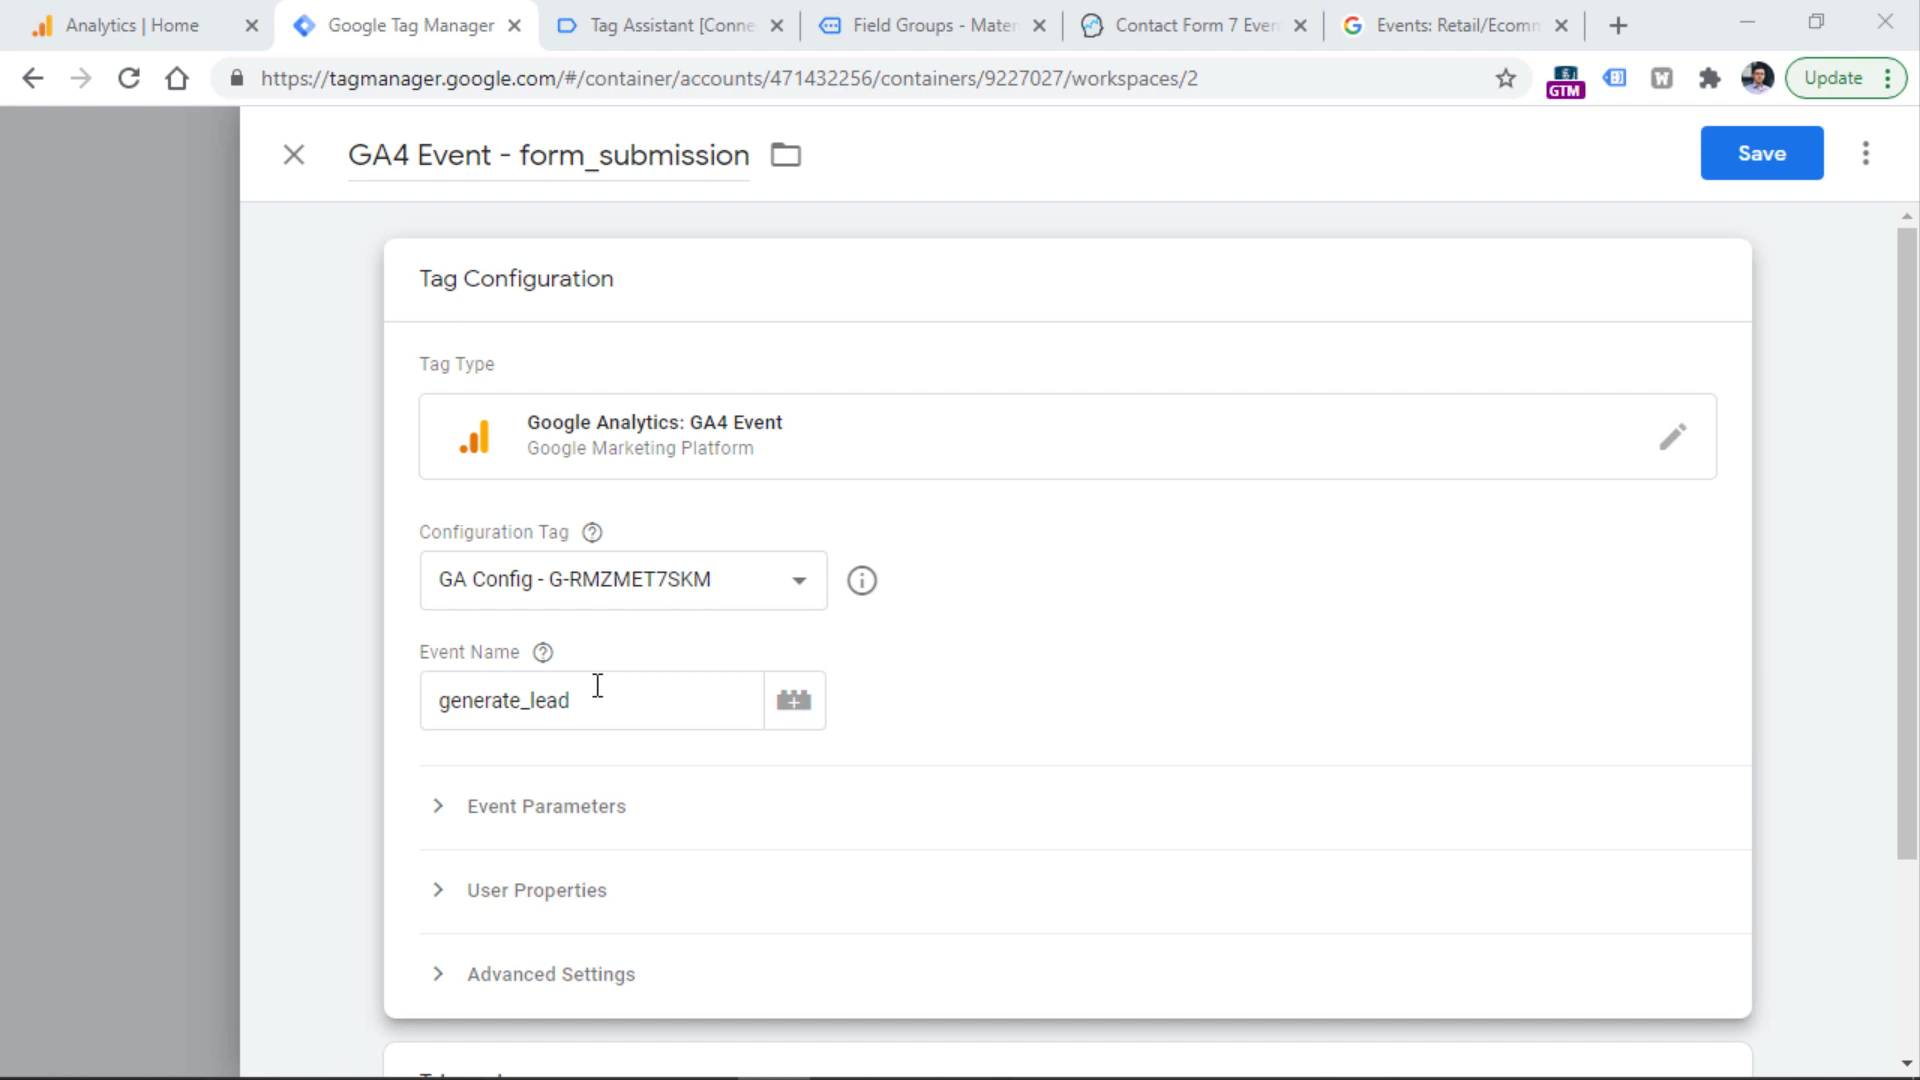 Analytics | Home
Google Tag Manager
Tag Assistant [Conne
Field Groups - Mater
Contact Form 7 Even
Events: Retail/Ecomm
https://tagmanager.google.com/#/container/accounts/471432256/containers/9227027/workspaces/2
GTM
W
Update
GA4 Event - form_submission
Save
Tag Configuration
Tag Type
Google Analytics: GA4 Event
Google Marketing Platform
Configuration Tag
GA Config - G-RMZMET7SKM
Event Name
generate_lead
Event Parameters
User Properties
Advanced Settings